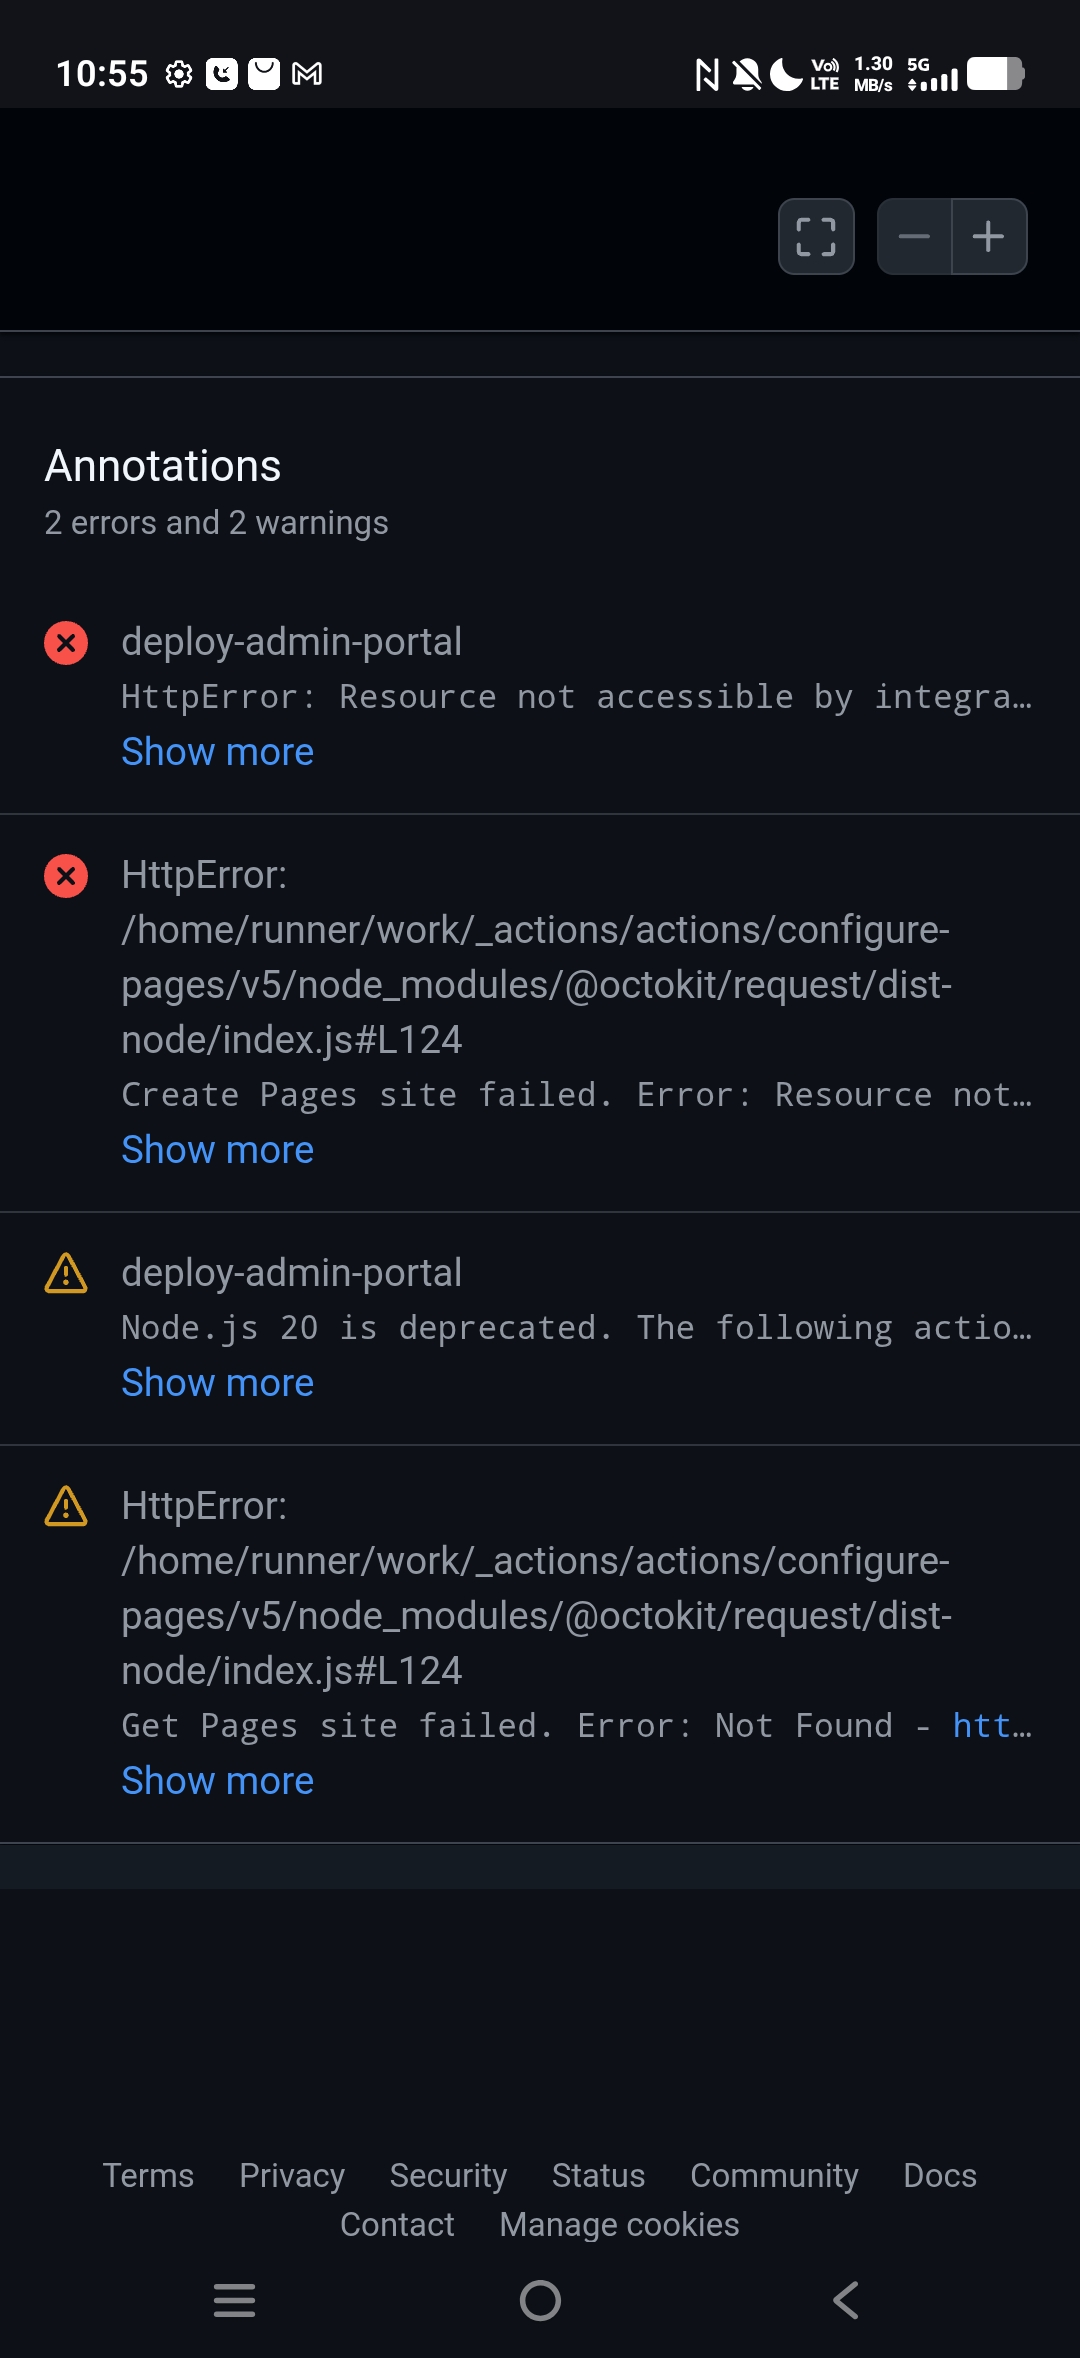 10:55
Vo) LTE
1.30 MB/s
5G
Annotations
2 errors and 2 warnings
deploy-admin-portal
HttpError: Resource not accessible by integra…
Show more
HttpError:
/home/runner/work/_actions/actions/configure-
pages/v5/node_modules/@octokit/request/dist-
node/index.js#L124
Create Pages site failed. Error: Resource not…
Show more
deploy-admin-portal
Node.js 20 is deprecated. The following actio…
Show more
HttpError:
/home/runner/work/_actions/actions/configure-
pages/v5/node_modules/@octokit/request/dist-
node/index.js#L124
Get Pages site failed. Error: Not Found - htt…
Show more
Terms Privacy Security Status Community Docs
Contact Manage cookies